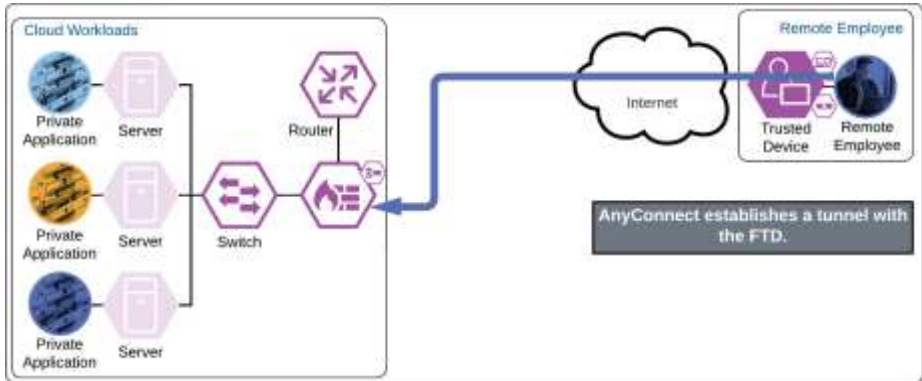 Cloud Workloads
Private
Application
Server
Router
Private
Application
Server
Switch
Private
Application
Server
Internet
Remote Employee
Trusted
Device
Remote
Employee
AnyConnect establishes a tunnel with
the FTD.